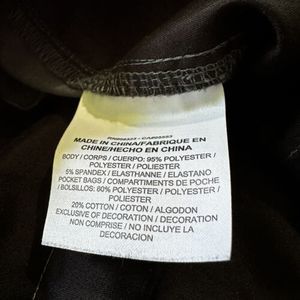 MADE IN CHINA/FABRIQUE EN
CHINE/HECHO EN CHINA
BODY / CORPS / CUERPO: 95% POLYESTER /
POLYESTER / POLIESTER
5% SPANDEX / ELASTHANNE / ELASTANO
POCKET BAGS / COMPARTIMENTS DE POCHE
/ BOLSILLOS: 80% POLYESTER / POLYESTER /
POLIESTER
20% COTTON / COTON / ALGODON
EXCLUSIVE OF DECORATION / DECORATION
NON COMPRISE / NO INCLUYE LA
DECORACION